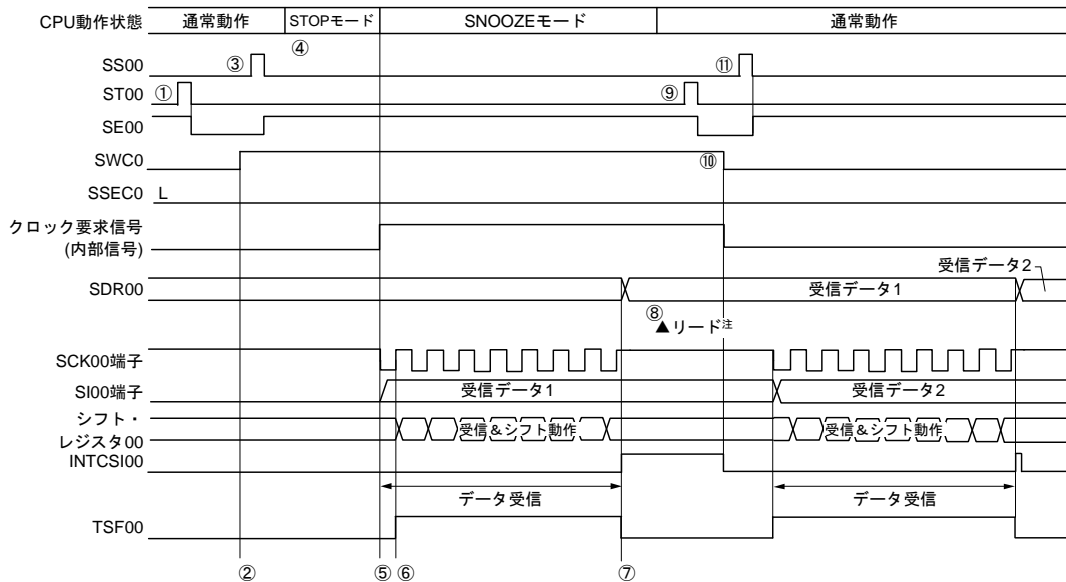 CPU動作状態 通常動作 STOPモード SNOOZEモード 通常動作
④
SS00 ③ ⑪
ST00 ① ⑨
SE00
SWC0 ⑩
SSEC0 L
クロック要求信号
(内部信号)
受信データ2
SDR00 受信データ1
⑧
▲リード注
SCK00端子
SI00端子 受信データ1 受信データ2
シフト・
レジスタ00 受信&シフト動作 受信&シフト動作
INTCSI00
データ受信 データ受信
TSF00
② ⑤ ⑥ ⑦